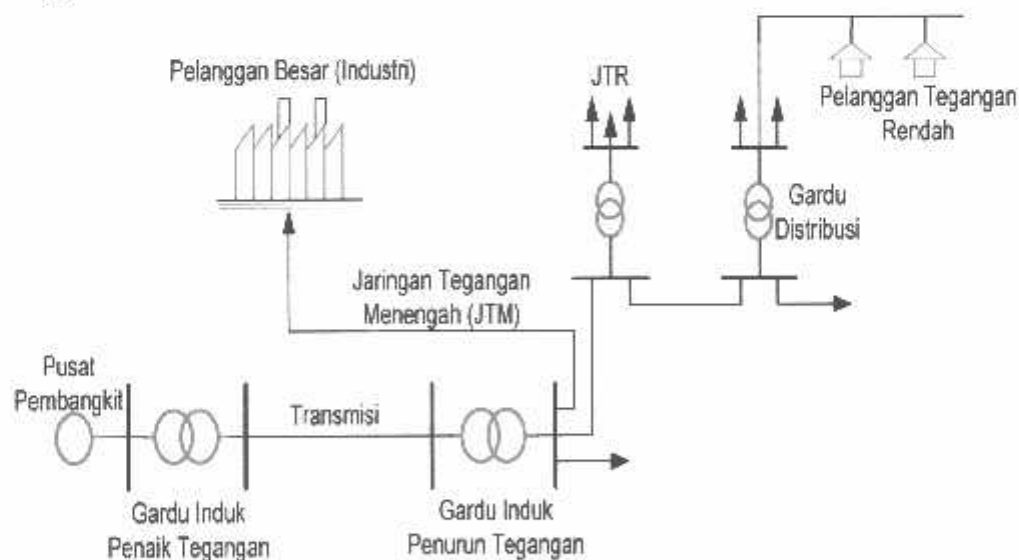 Pelanggan Besar (Industri)
JTR
Pelanggan Tegangan
Rendah
Gardu
Distribusi
Jaringan Tegangan
Menengah (JTM)
Pusat
Pembangkit
Transmisi
Gardu Induk
Penaik Tegangan
Gardu Induk
Penurun Tegangan